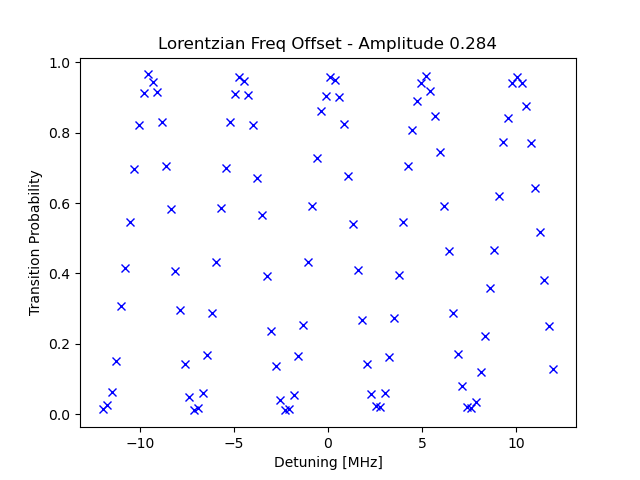 Lorentzian Freq Offset - Amplitude 0.284
Transition Probability
1.0
0.8
0.6
0.4
0.2
0.0
−10 −5 0 5 10
Detuning [MHz]